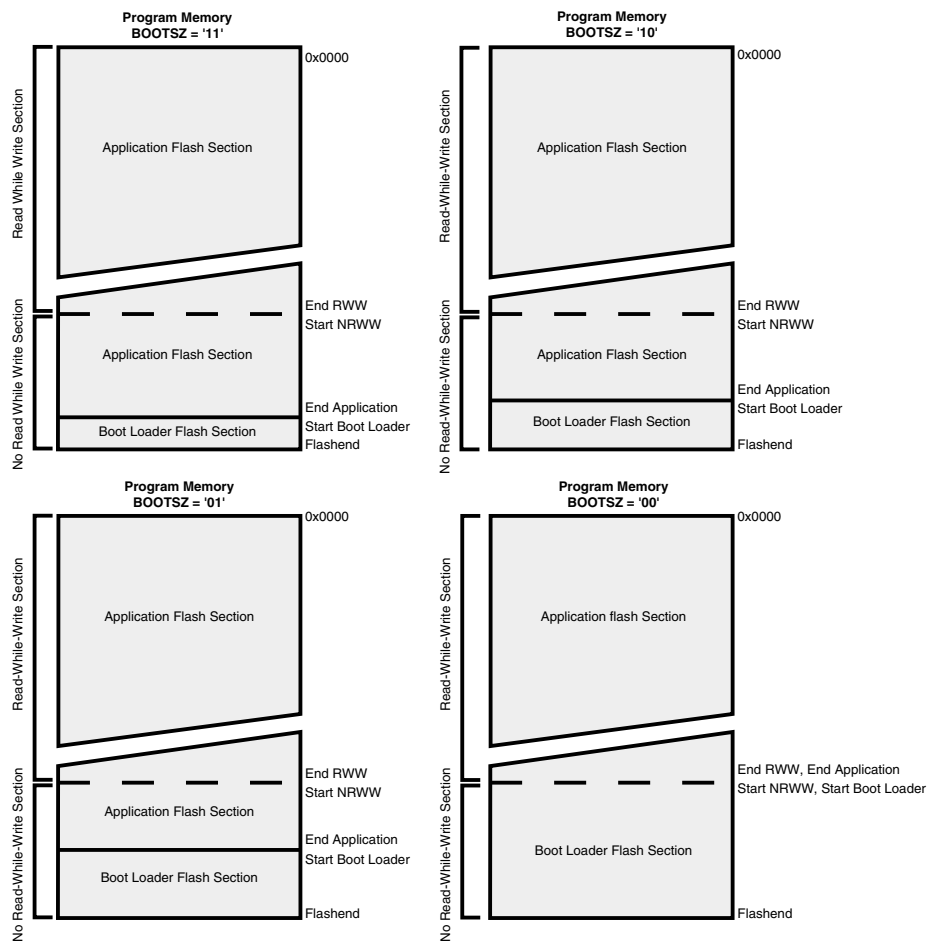 Program Memory
BOOTSZ = '11'
0x0000
Read While Write Section
Application Flash Section
End RWW
Start NRWW
No Read While Write Section
Application Flash Section
End Application
Start Boot Loader
Boot Loader Flash Section
Flashend
Program Memory
BOOTSZ = '10'
0x0000
Read-While-Write Section
Application Flash Section
End RWW
Start NRWW
No Read-While-Write Section
Application Flash Section
End Application
Start Boot Loader
Boot Loader Flash Section
Flashend
Program Memory
BOOTSZ = '01'
0x0000
Read-While-Write Section
Application Flash Section
End RWW
Start NRWW
No Read-While-Write Section
Application Flash Section
End Application
Start Boot Loader
Boot Loader Flash Section
Flashend
Program Memory
BOOTSZ = '00'
0x0000
Read-While-Write Section
Application flash Section
End RWW, End Application
Start NRWW, Start Boot Loader
No Read-While-Write Section
Boot Loader Flash Section
Flashend